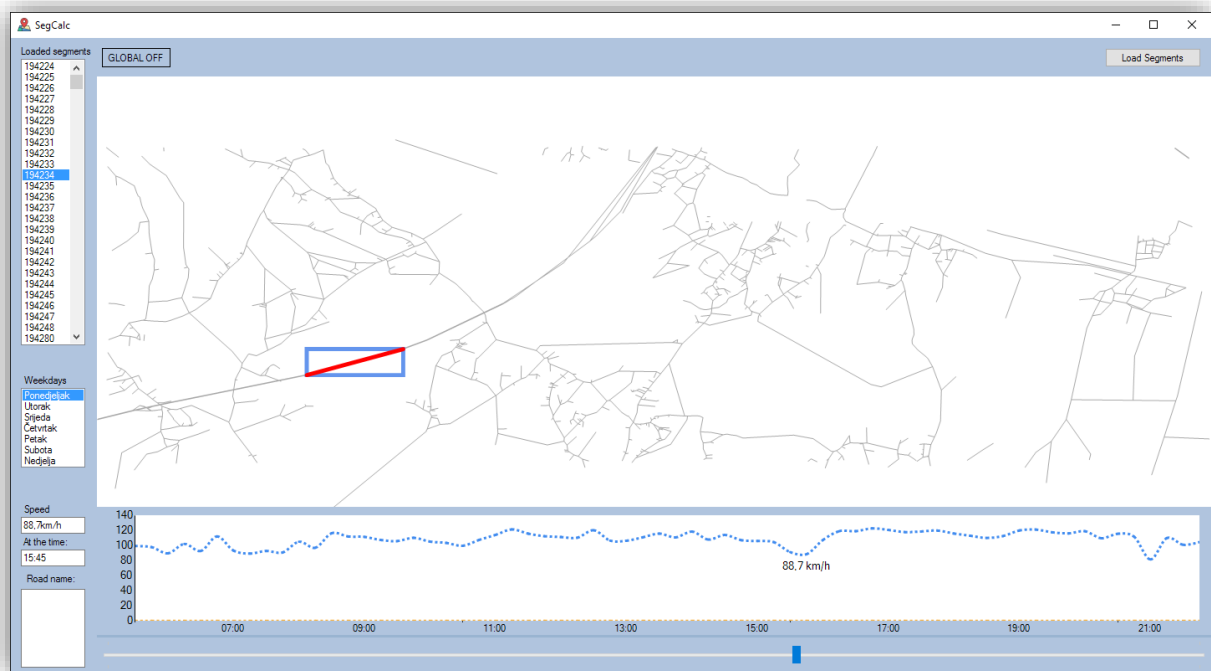 SegCalc
Loaded segments
GLOBAL OFF
Load Segments
194224
194225
194226
194227
194228
194229
194230
194231
194232
194233
194234
194235
194236
194237
194238
194239
194240
194241
194242
194243
194244
194245
194246
194247
194248
194280
Weekdays
Ponedjeljak
Utorak
Srijeda
Četvrtak
Petak
Subota
Nedjelja
Speed
88,7km/h
At the time:
15:45
Road name:
140
120
100
80
60
40
20
0
88,7 km/h
07:00 09:00 11:00 13:00 15:00 17:00 19:00 21:00